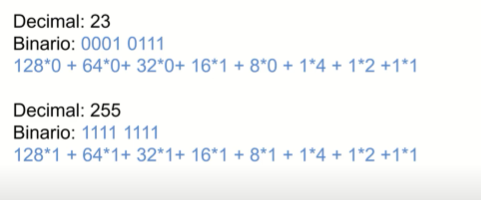 Decimal: 23
Binario: 0001 0111
128*0 + 64*0+ 32*0+ 16*1 + 8*0 + 1*4 + 1*2 +1*1
Decimal: 255
Binario: 1111 1111
128*1 + 64*1+ 32*1+ 16*1 + 8*1 + 1*4 + 1*2 +1*1